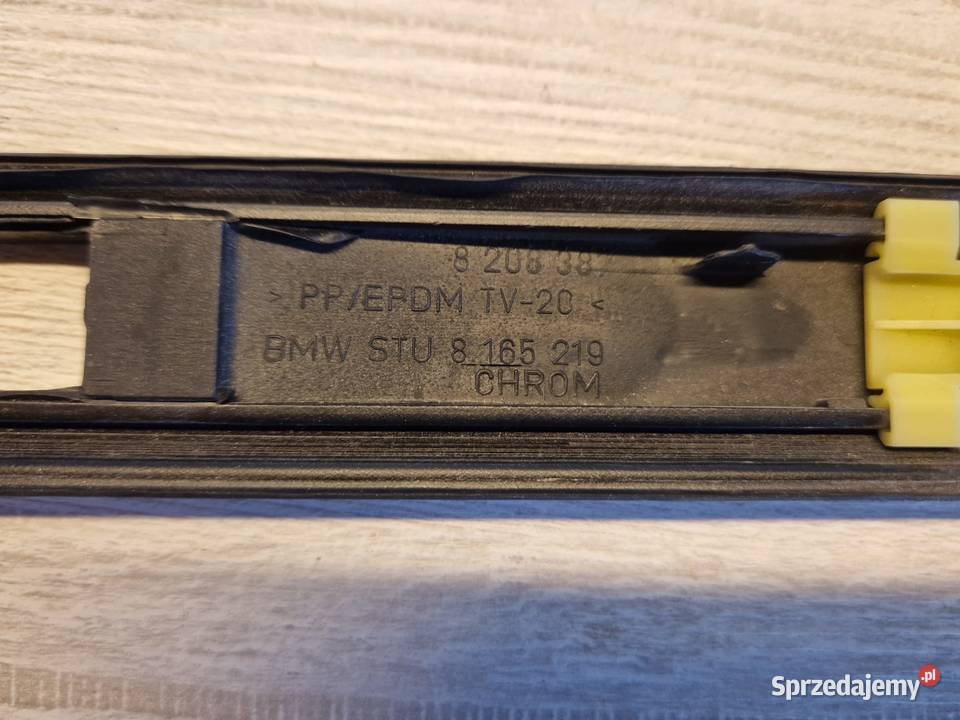 8 208 38
> PP/EPDM TV-20 <
BMW STU 8 165 219
CHROM
Sprzedajemy.pl